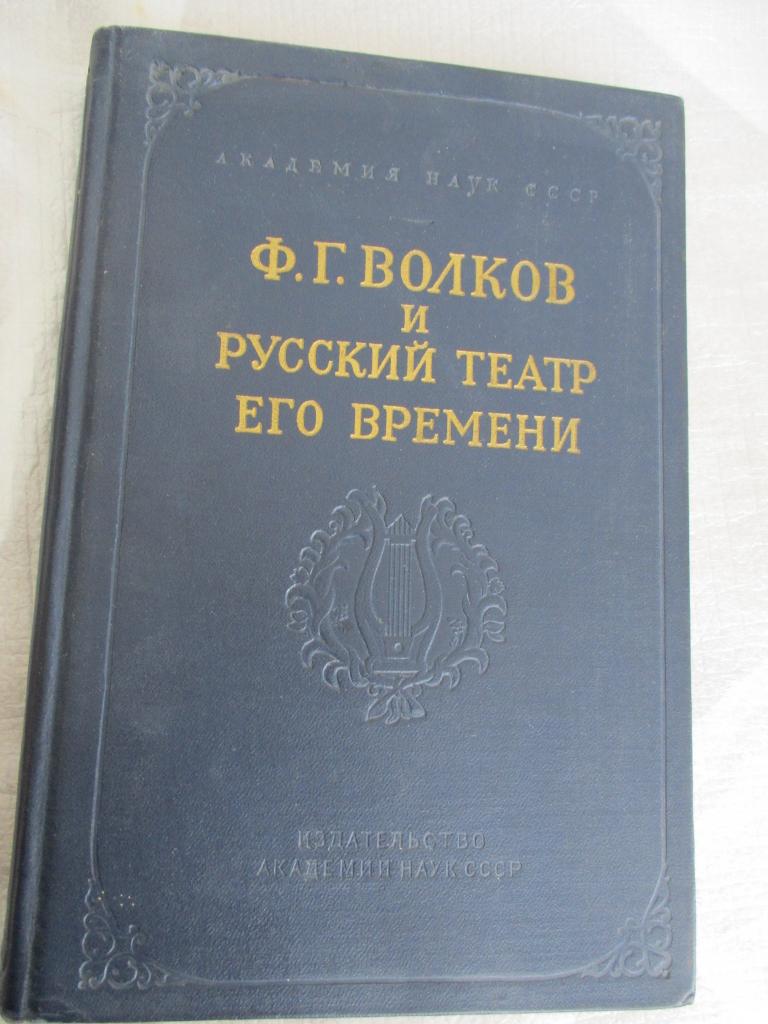 АКАДЕМИЯ НАУК СССР
Ф. Г. ВОЛКОВ
И
РУССКИЙ ТЕАТР
ЕГО ВРЕМЕНИ
ИЗДАТЕЛЬСТВО
АКАДЕМИИ НАУК СССР